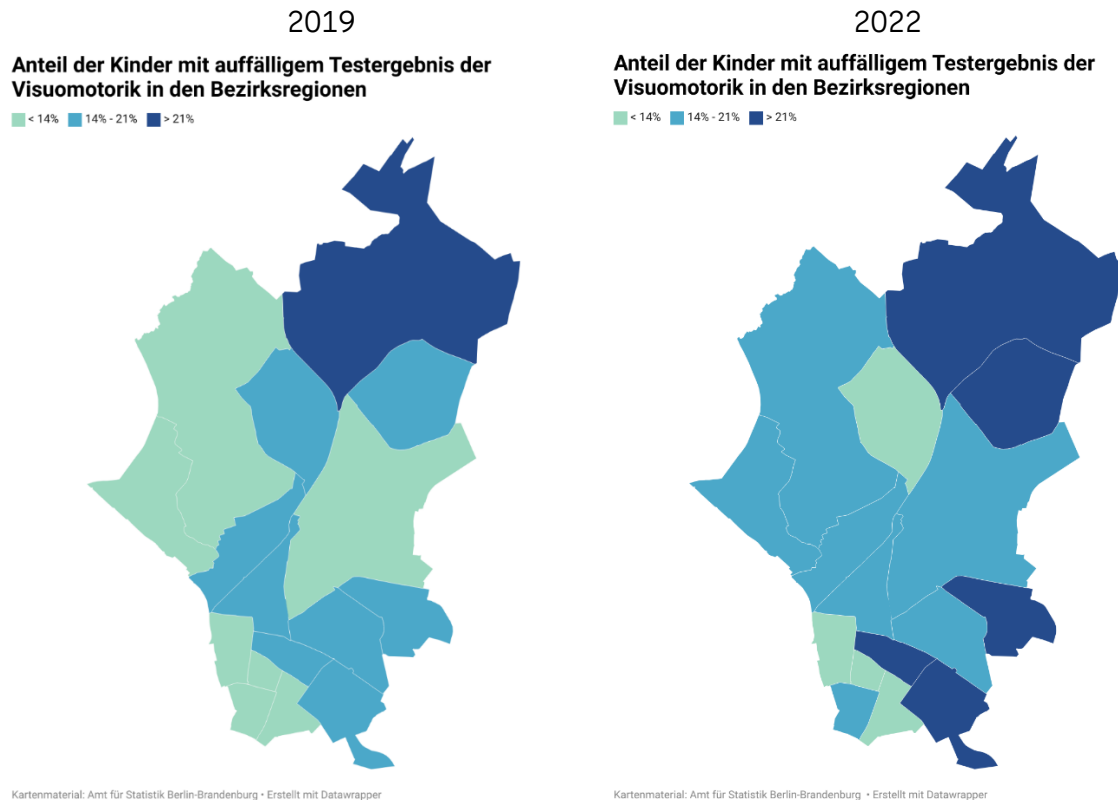 2019
Anteil der Kinder mit auffälligem Testergebnis der
Visuomotorik in den Bezirksregionen
< 14% 14% - 21% > 21%
Kartenmaterial: Amt für Statistik Berlin-Brandenburg • Erstellt mit Datawrapper
2022
Anteil der Kinder mit auffälligem Testergebnis der
Visuomotorik in den Bezirksregionen
< 14% 14% - 21% > 21%
Kartenmaterial: Amt für Statistik Berlin-Brandenburg • Erstellt mit Datawrapper